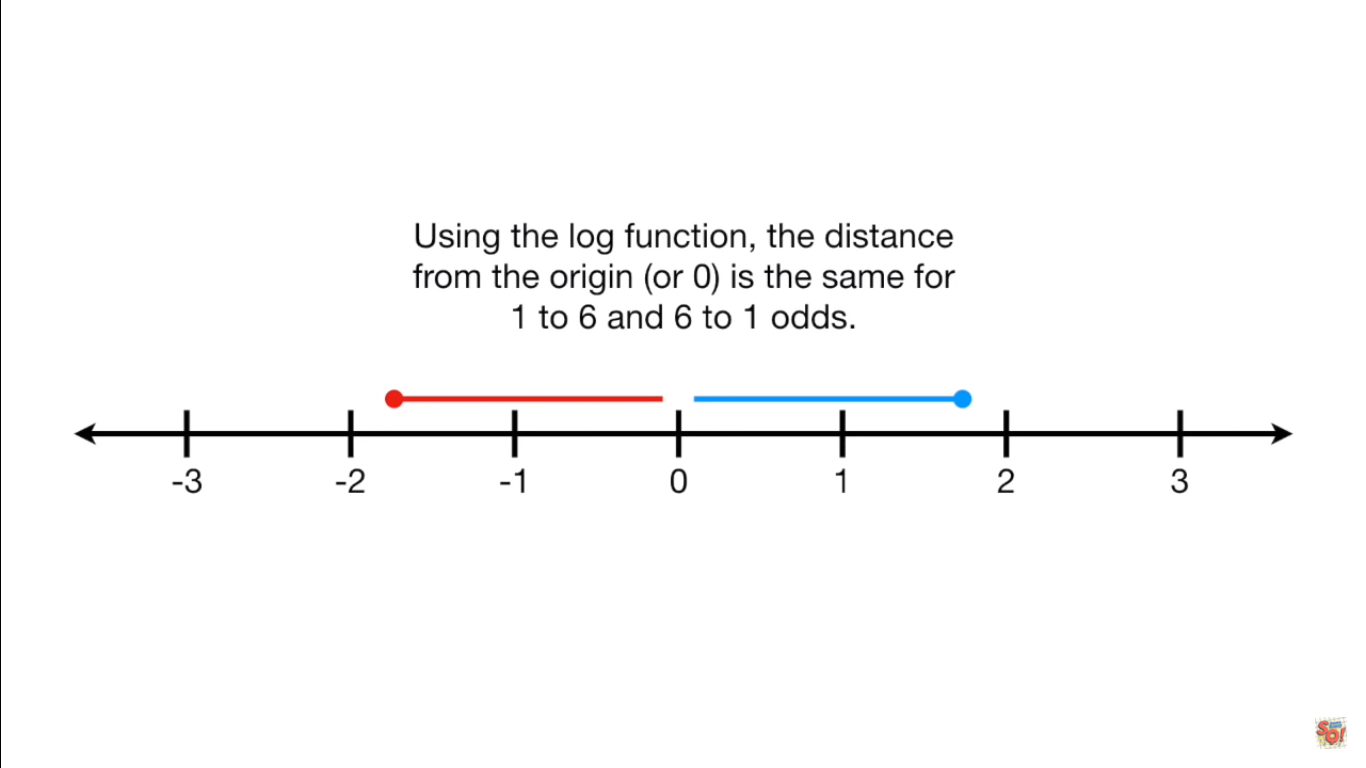 Using the log function, the distance
from the origin (or 0) is the same for
1 to 6 and 6 to 1 odds.
-3 -2 -1 0 1 2 3
SQ!